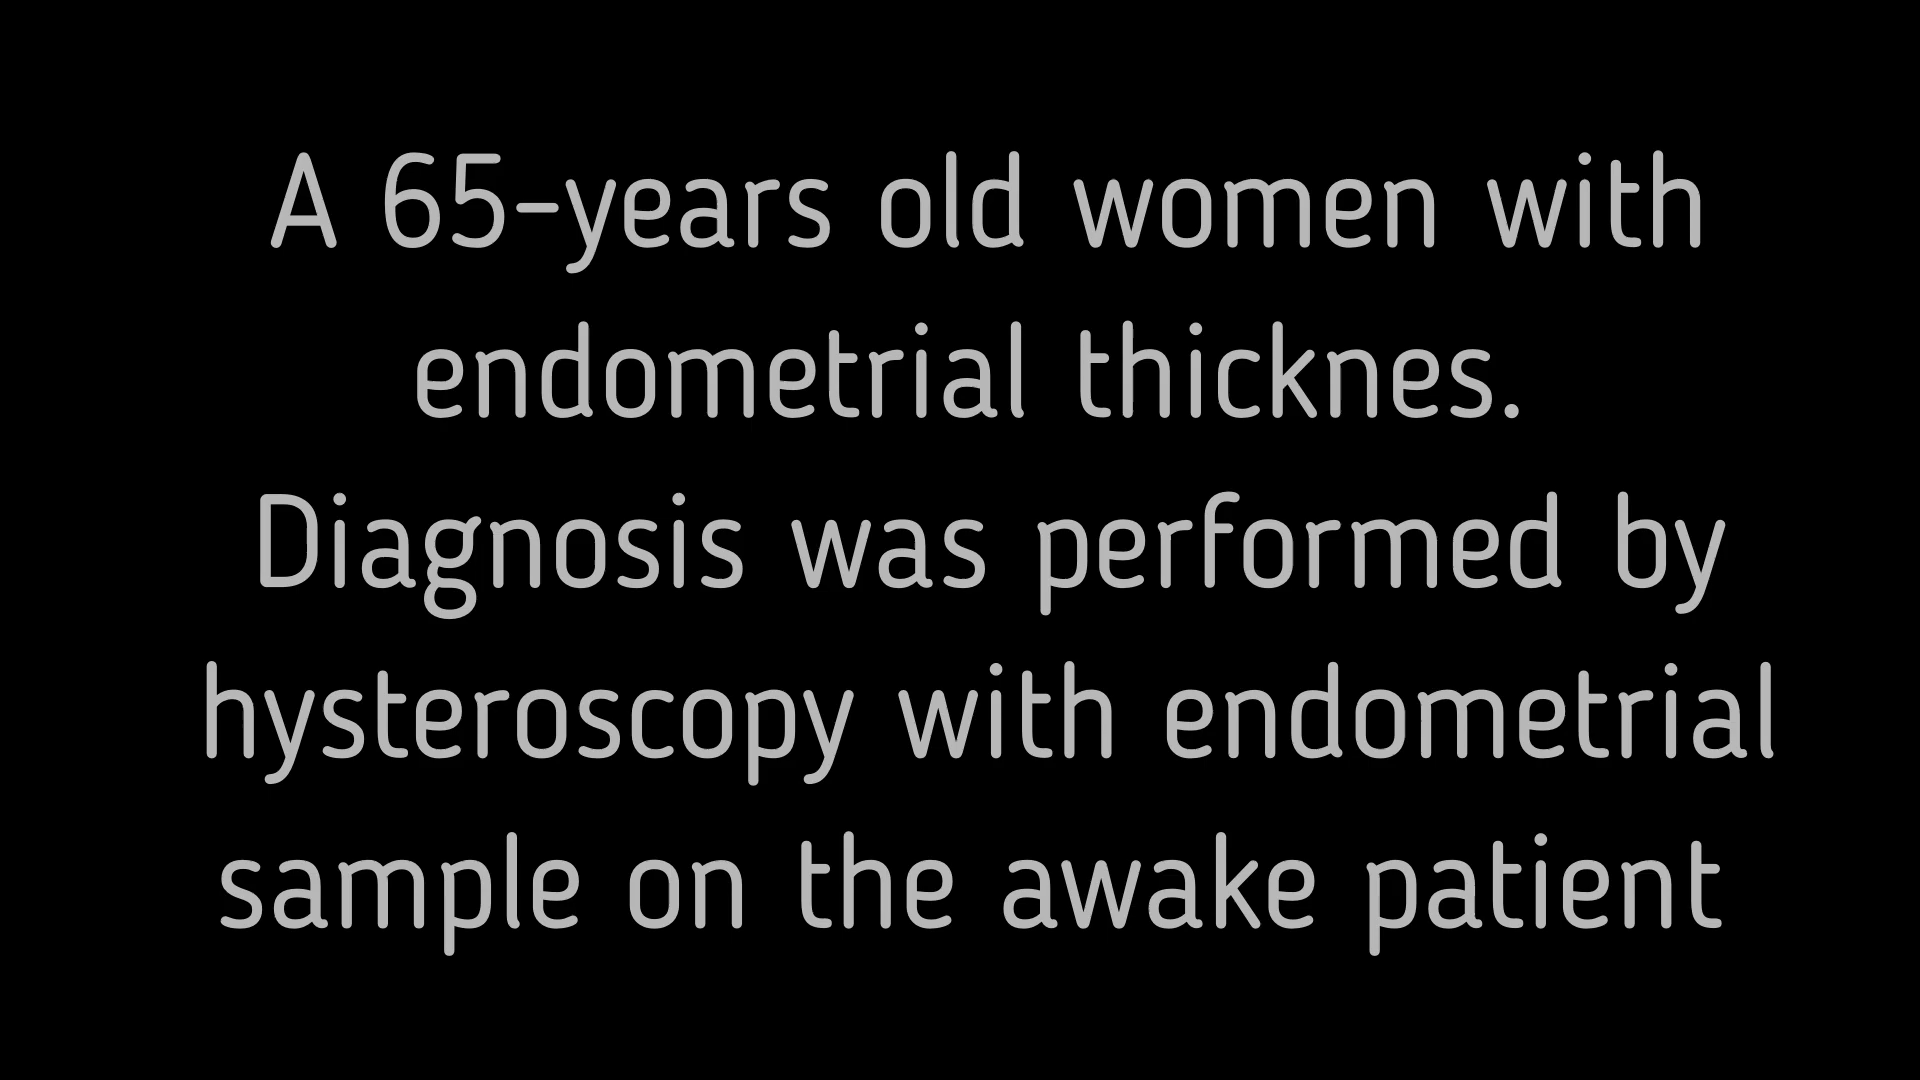 A 65-years old women with
endometrial thicknes.
Diagnosis was performed by
hysteroscopy with endometrial
sample on the awake patient